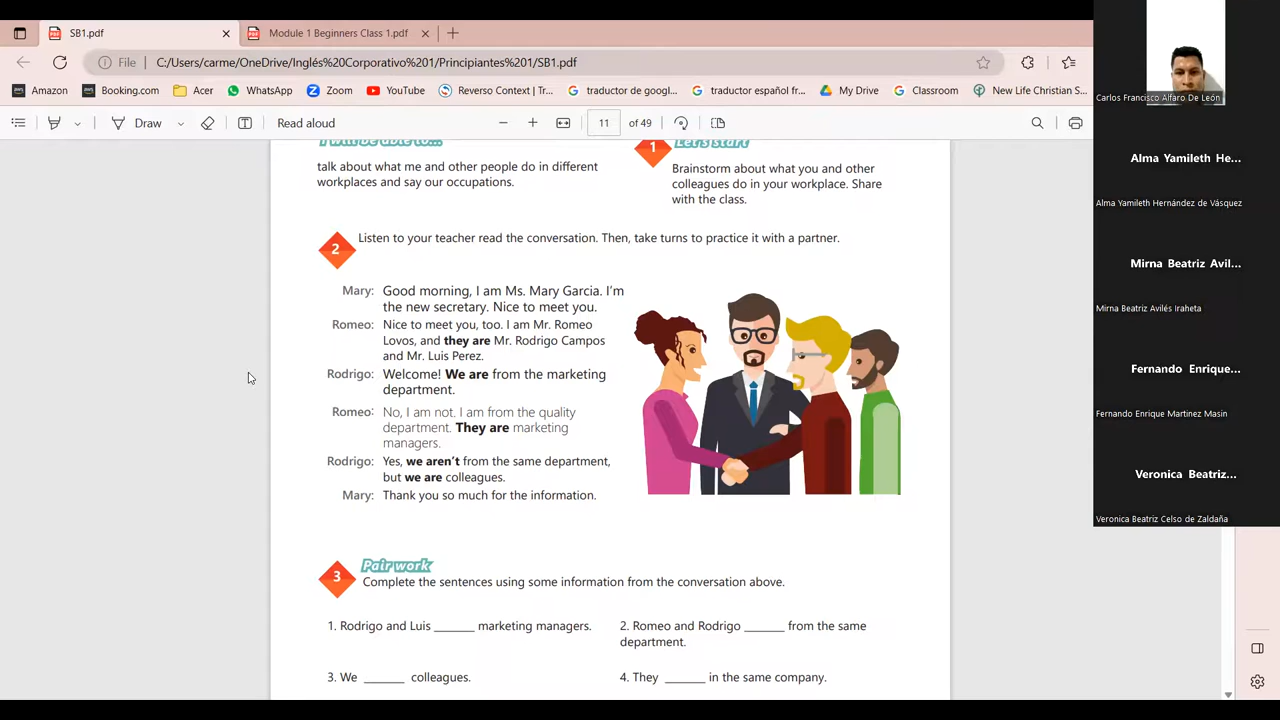 SB1.pdf
Module 1 Beginners Class 1.pdf
File
C:/Users/carme/OneDrive/Inglés%20Corporativo%201/Principiantes%201/SB1.pdf
Amazon
Booking.com
Acer
WhatsApp
YouTube
Zoom
Reverso Context | Tr...
traductor de googl...
traductor español fr...
My Drive
Classroom
New Life Christian S...
Draw
Read aloud
11
of 49
I will be able to...
talk about what me and other people do in different
workplaces and say our occupations.
1
Let's start
Brainstorm about what you and other
colleagues do in your workplace. Share
with the class.
2
Listen to your teacher read the conversation. Then, take turns to practice it with a partner.
Mary: Good morning, I am Ms. Mary Garcia. I'm
the new secretary. Nice to meet you.
Romeo: Nice to meet you, too. I am Mr. Romeo
Lovos, and they are Mr. Rodrigo Campos
and Mr. Luis Perez.
Rodrigo: Welcome! We are from the marketing
department.
Romeo: No, I am not. I am from the quality
department. They are marketing
managers.
Rodrigo: Yes, we aren't from the same department,
but we are colleagues.
Mary: Thank you so much for the information.
3
Pair work
Complete the sentences using some information from the conversation above.
1. Rodrigo and Luis ______ marketing managers.
2. Romeo and Rodrigo ______ from the same
department.
3. We ______ colleagues.
4. They ______ in the same company.
Carlos Francisco Alfaro De León
Alma Yamileth He...
Alma Yamileth Hernández de Vásquez
Mirna Beatriz Avil...
Mirna Beatriz Avilés Iraheta
Fernando Enrique...
Fernando Enrique Martinez Masin
Veronica Beatriz...
Veronica Beatriz Celso de Zaldaña